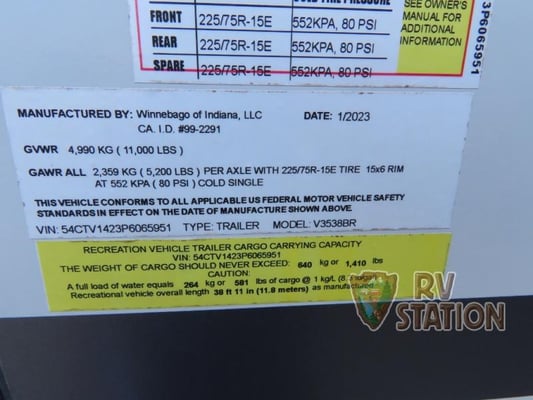 FRONT 225/75R-15E 552KPA, 80 PSI
REAR 225/75R-15E 552KPA, 80 PSI
SPARE 225/75R-15E 552KPA, 80 PSI
SEE OWNER'S
MANUAL FOR
ADDITIONAL
INFORMATION
3P6065951
MANUFACTURED BY: Winnebago of Indiana, LLC DATE: 1/2023
CA. I.D. #99-2291
GVWR 4,990 KG ( 11,000 LBS )
GAWR ALL 2,359 KG ( 5,200 LBS ) PER AXLE WITH 225/75R-15E TIRE 15x6 RIM
AT 552 KPA ( 80 PSI ) COLD SINGLE
THIS VEHICLE CONFORMS TO ALL APPLICABLE US FEDERAL MOTOR VEHICLE SAFETY
STANDARDS IN EFFECT ON THE DATE OF MANUFACTURE SHOWN ABOVE.
VIN: 54CTV1423P6065951 TYPE: TRAILER MODEL: V3538BR
RECREATION VEHICLE TRAILER CARGO CARRYING CAPACITY
VIN: 54CTV1423P6065951
THE WEIGHT OF CARGO SHOULD NEVER EXCEED: 640 kg or 1,410 lbs
CAUTION:
A full load of water equals 264 kg or 581 lbs of cargo @ 1 kg/L
Recreational vehicle overall length 38 ft 11 in (11.8 meters) as manufactured
RV
STATION